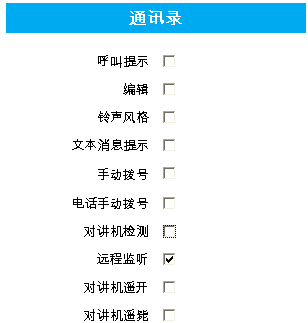 通讯录
呼叫提示
编辑
铃声风格
文本消息提示
手动拨号
电话手动拨号
对讲机检测
远程监听
对讲机遥开
对讲机遥毙